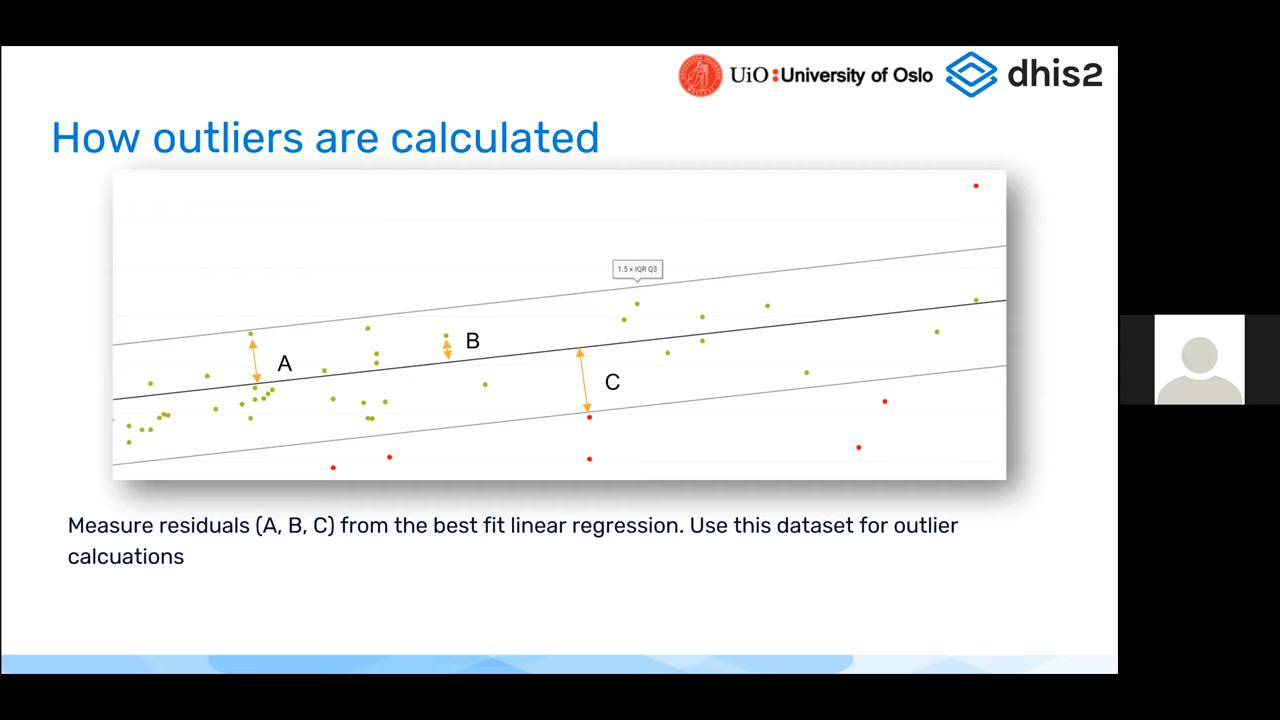 UiO:University of Oslo
dhis2
How outliers are calculated
1.5 × IQR Q3
A
B
C
Measure residuals (A, B, C) from the best fit linear regression. Use this dataset for outlier
calcuations